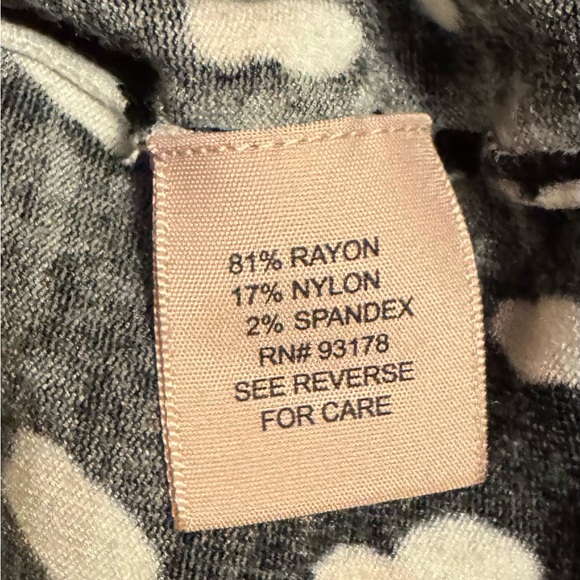 81% RAYON
17% NYLON
2% SPANDEX
RN# 93178
SEE REVERSE
FOR CARE